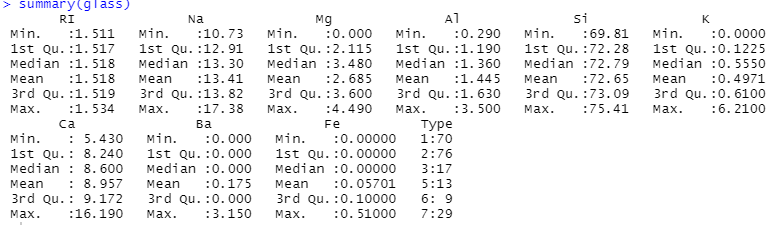 > summary(glass)
RI Na Mg Al Si K
Min. :1.511 Min. :10.73 Min. :0.000 Min. :0.290 Min. :69.81 Min. :0.0000
1st Qu.:1.517 1st Qu.:12.91 1st Qu.:2.115 1st Qu.:1.190 1st Qu.:72.28 1st Qu.:0.1225
Median :1.518 Median :13.30 Median :3.480 Median :1.360 Median :72.79 Median :0.5550
Mean :1.518 Mean :13.41 Mean :2.685 Mean :1.445 Mean :72.65 Mean :0.4971
3rd Qu.:1.519 3rd Qu.:13.82 3rd Qu.:3.600 3rd Qu.:1.630 3rd Qu.:73.09 3rd Qu.:0.6100
Max. :1.534 Max. :17.38 Max. :4.490 Max. :3.500 Max. :75.41 Max. :6.2100
Ca Ba Fe Type
Min. : 5.430 Min. :0.000 Min. :0.00000 1:70
1st Qu.: 8.240 1st Qu.:0.000 1st Qu.:0.00000 2:76
Median : 8.600 Median :0.000 Median :0.00000 3:17
Mean : 8.957 Mean :0.175 Mean :0.05701 5:13
3rd Qu.: 9.172 3rd Qu.:0.000 3rd Qu.:0.10000 6: 9
Max. :16.190 Max. :3.150 Max. :0.51000 7:29